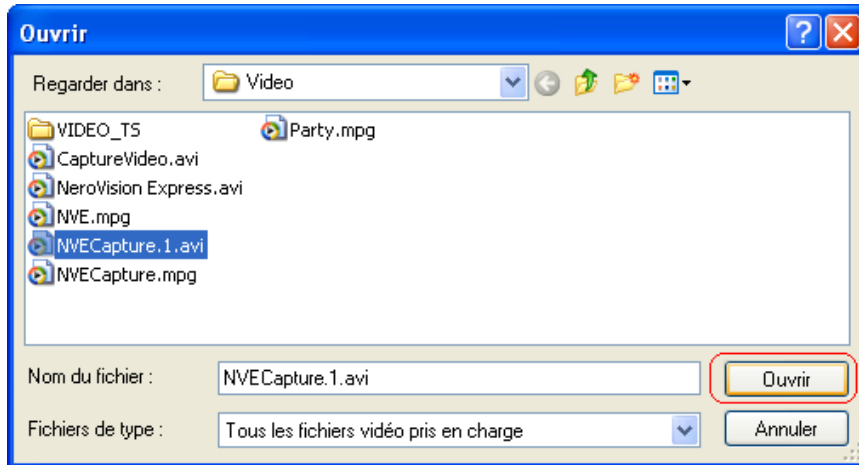 Ouvrir
Regarder dans :
Video
VIDEO_TS
CaptureVideo.avi
NeroVision Express.avi
NVE.mpg
NVECapture.1.avi
NVECapture.mpg
Party.mpg
Nom du fichier :
NVECapture.1.avi
Ouvrir
Fichiers de type :
Tous les fichiers vidéo pris en charge
Annuler